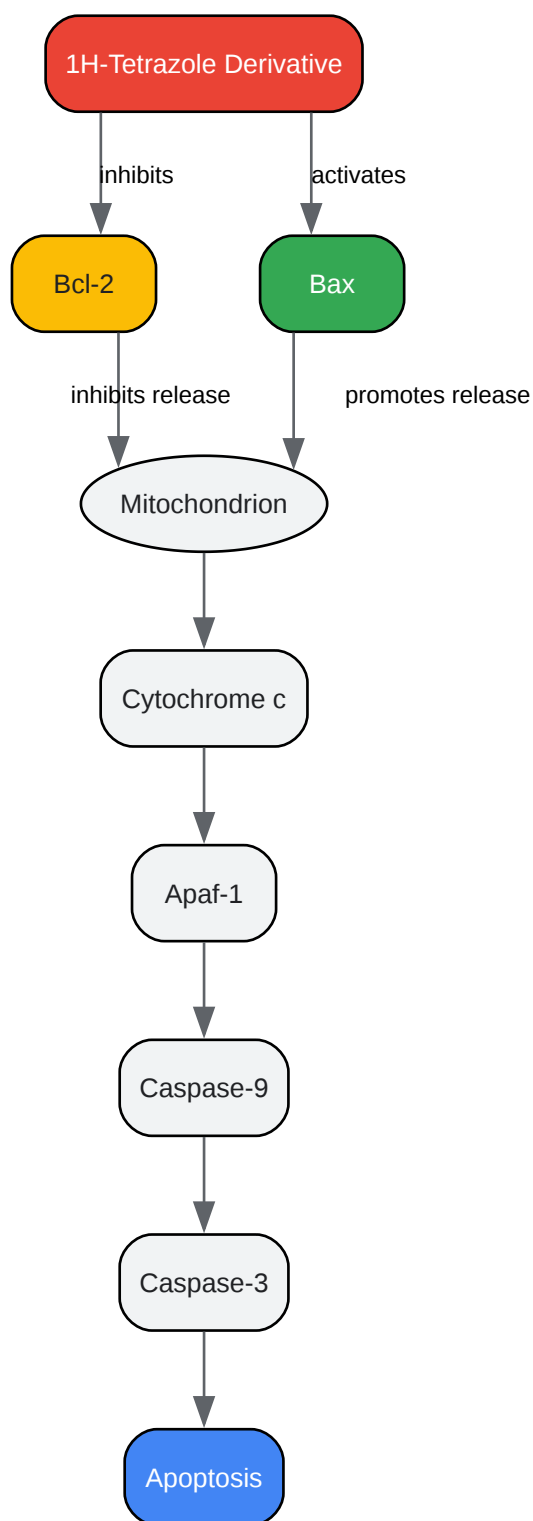 1H-Tetrazole Derivative
inhibits
activates
Bcl-2
Bax
inhibits release
promotes release
Mitochondrion
Cytochrome c
Apaf-1
Caspase-9
Caspase-3
Apoptosis